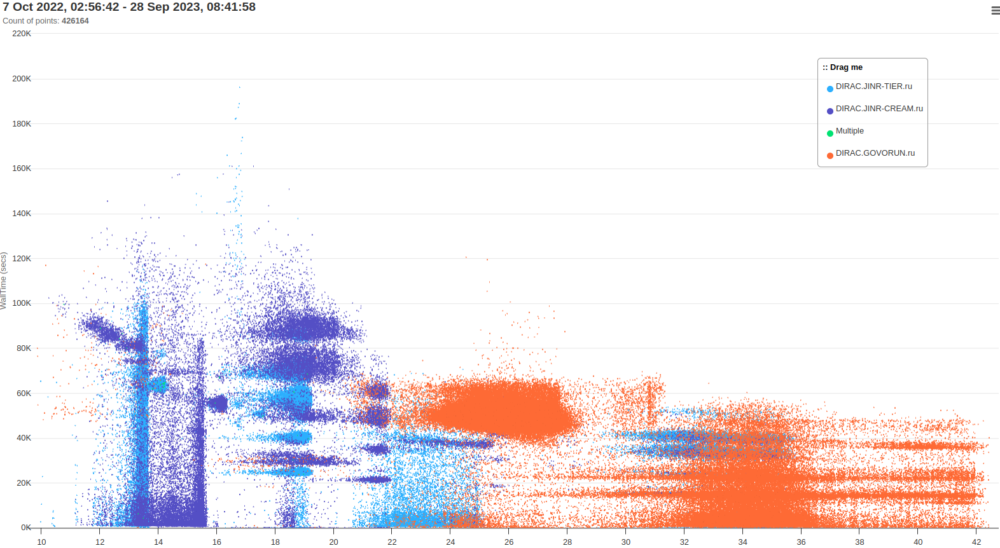 7 Oct 2022, 02:56:42 - 28 Sep 2023, 08:41:58
Count of points: 426164
220K
200K
180K
160K
140K
120K
100K
80K
60K
40K
20K
0K
WallTime (secs)
:: Drag me
DIRAC.JINR-TIER.ru
DIRAC.JINR-CREAM.ru
Multiple
DIRAC.GOVORUN.ru
10 12 14 16 18 20 22 24 26 28 30 32 34 36 38 40 42